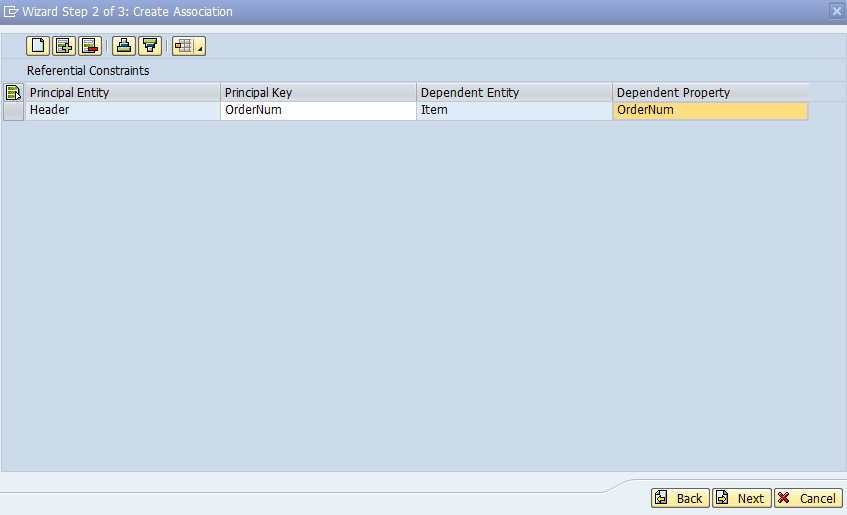 Wizard Step 2 of 3: Create Association
Referential Constraints
Principal Entity Principal Key Dependent Entity Dependent Property
Header OrderNum Item OrderNum
Back Next Cancel